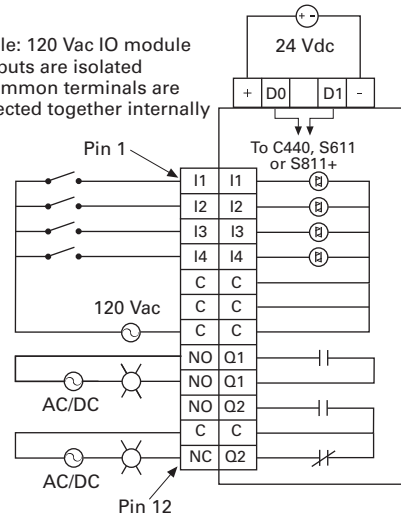 + -
24 Vdc
le: 120 Vac IO module
puts are isolated
ommon terminals are
ected together internally
+ D0 D1 -
To C440, S611
or S811+
Pin 1
I1 I1
I2 I2
I3 I3
I4 I4
C C
C C
120 Vac
C C
NO Q1
NO Q1
AC/DC
NO Q2
C C
NC Q2
AC/DC
Pin 12